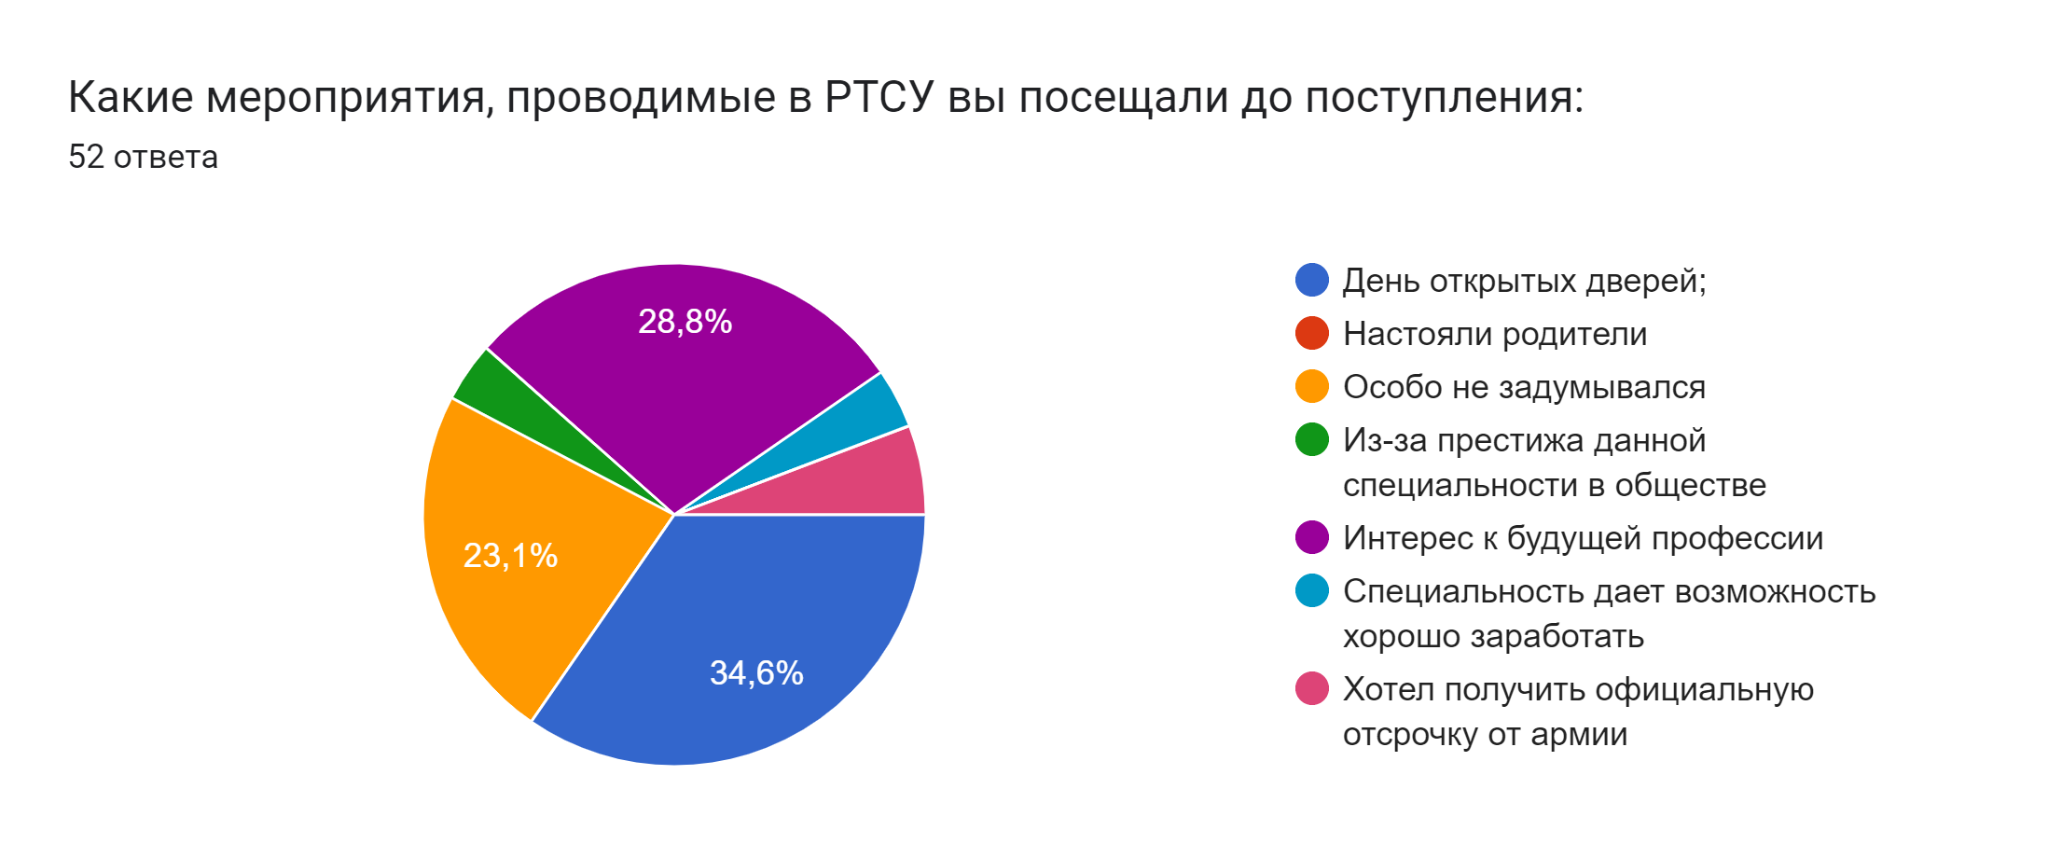 Какие мероприятия, проводимые в РТСУ вы посещали до поступления:
52 ответа
28,8%
23,1%
34,6%
День открытых дверей;
Настояли родители
Особо не задумывался
Из-за престижа данной
специальности в обществе
Интерес к будущей профессии
Специальность дает возможность
хорошо заработать
Хотел получить официальную
отсрочку от армии